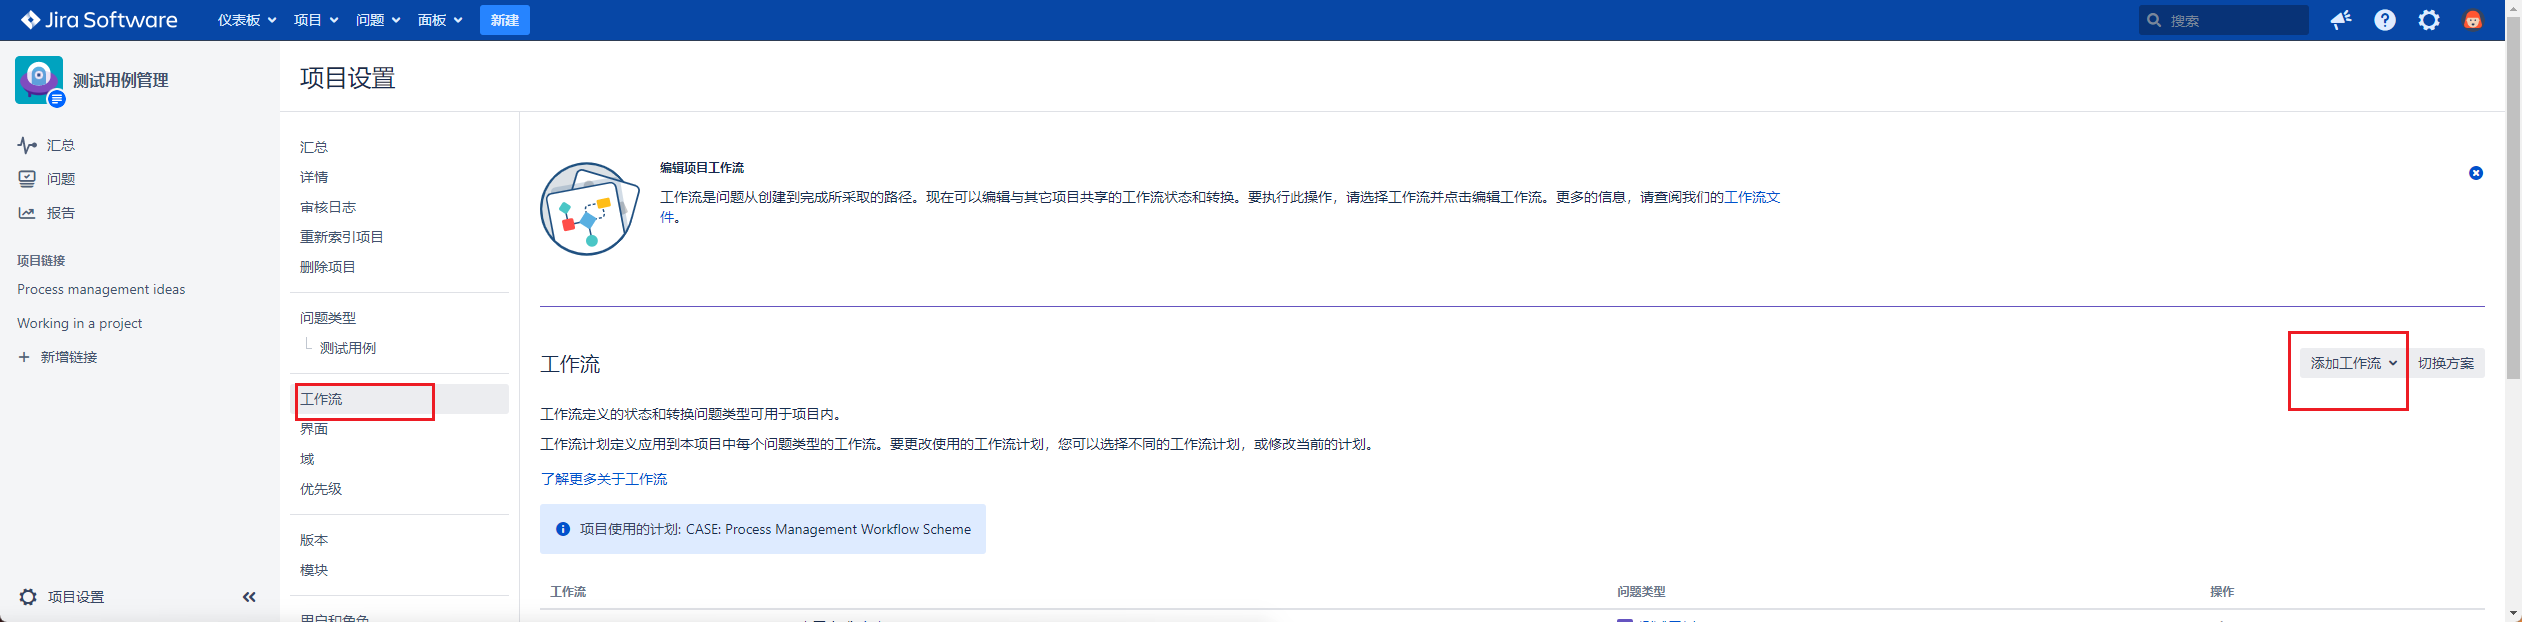 Jira Software 仪表板 项目 问题 面板 新建 搜索
测试用例管理
汇总
问题
报告
项目链接
Process management ideas
Working in a project
新增链接
项目设置
项目设置
汇总
详情
审核日志
重新索引项目
删除项目
问题类型
测试用例
工作流
界面
域
优先级
版本
模块
用户和角色
编辑项目工作流
工作流是问题从创建到完成所采取的路径。现在可以编辑与其它项目共享的工作流状态和转换。要执行此操作，请选择工作流并点击编辑工作流。更多的信息，请查阅我们的工作流文
件。
工作流
添加工作流 切换方案
工作流定义的状态和转换问题类型可用于项目内。
工作流计划定义应用到本项目中每个问题类型的工作流。要更改使用的工作流计划，您可以选择不同的工作流计划，或修改当前的计划。
了解更多关于工作流
项目使用的计划: CASE: Process Management Workflow Scheme
工作流 问题类型 操作